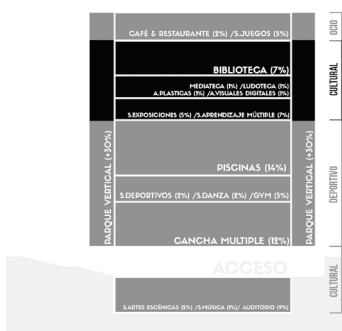 CAFÉ & RESTAURANTE (2%) /S.JUEGOS (5%)
OCIO
BIBLIOTECA (7%)
MEDIATECA (1%) /LUDOTECA (1%)
A.PLASTICAS (1%) /A.VISUALES DIGITALES (1%)
S.EXPOSICIONES (5%) /S.APRENDIZAJE MÚLTIPLE (7%)
CULTURAL
PARQUE VERTICAL (+30%)
PISCINAS (14%)
S.DEPORTIVOS (2%) /S.DANZA (2%) /GYM (5%)
CANCHA MULTIPLE (12%)
PARQUE VERTICAL (+30%)
DEPORTIVO
ACCESO
S.ARTES ESCÉNICAS (2%) /S.MÚSICA (1%)/ AUDITORIO (9%)
CULTURAL